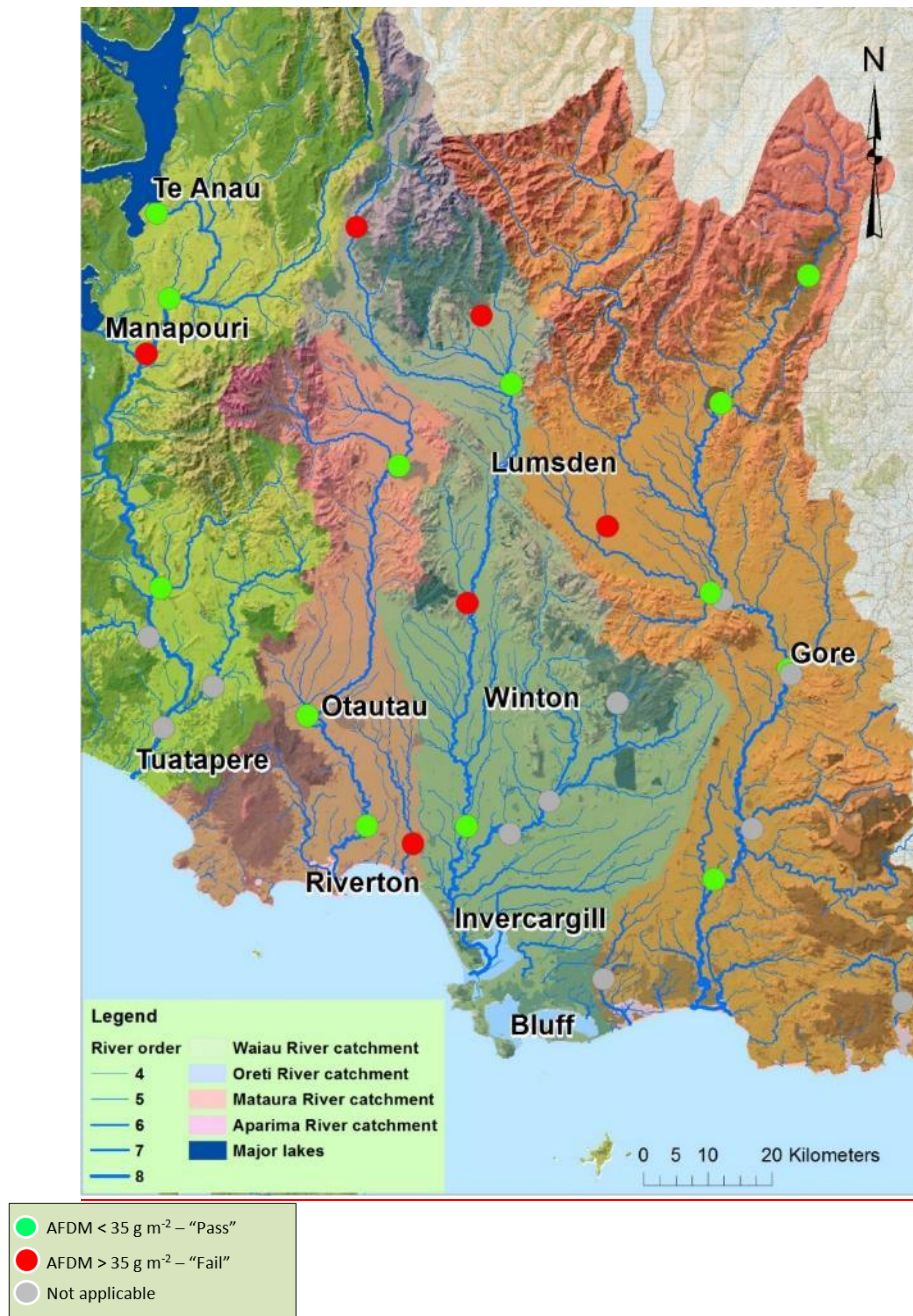 N
Te Anau
Manapouri
Lumsden
Gore
Otautau
Winton
Tuatapere
Riverton
Invercargill
Bluff
Legend
River order
4
5
6
7
8
Waiau River catchment
Oreti River catchment
Mataura River catchment
Aparima River catchment
Major lakes
0 5 10 20 Kilometers
AFDM < 35 g m-2 – “Pass”
AFDM > 35 g m-2 – “Fail”
Not applicable